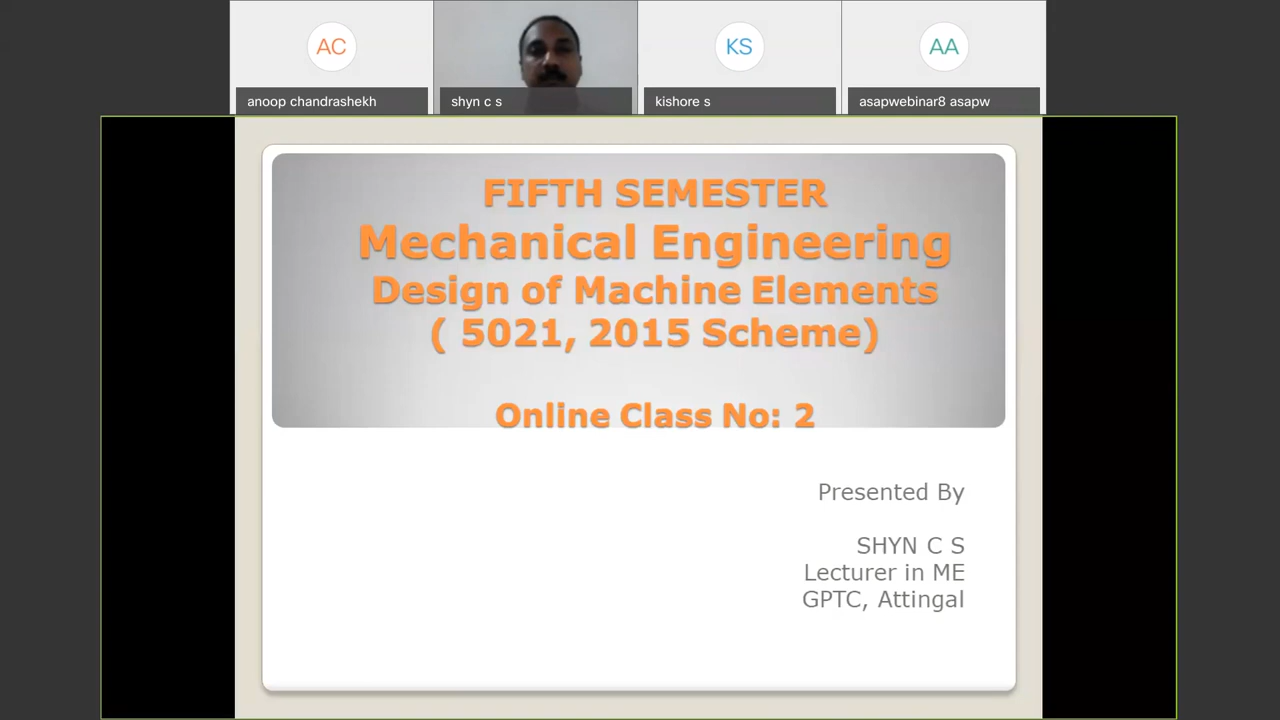 AC
KS
AA
anoop chandrashekh
shyn c s
kishore s
asapwebinar8 asapw
FIFTH SEMESTER
Mechanical Engineering
Design of Machine Elements
( 5021, 2015 Scheme)
Online Class No: 2
Presented By
SHYN C S
Lecturer in ME
GPTC, Attingal